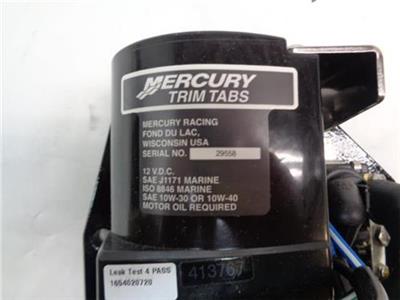 MERCURY
TRIM TABS
MERCURY RACING
FOND DU LAC,
WISCONSIN USA
SERIAL NO. 29558
12 V.D.C.
SAE J1171 MARINE
ISO 8846 MARINE
SAE 10W-30 OR 10W-40
MOTOR OIL REQUIRED
Leak Test 4 PASS
1654020720
413767